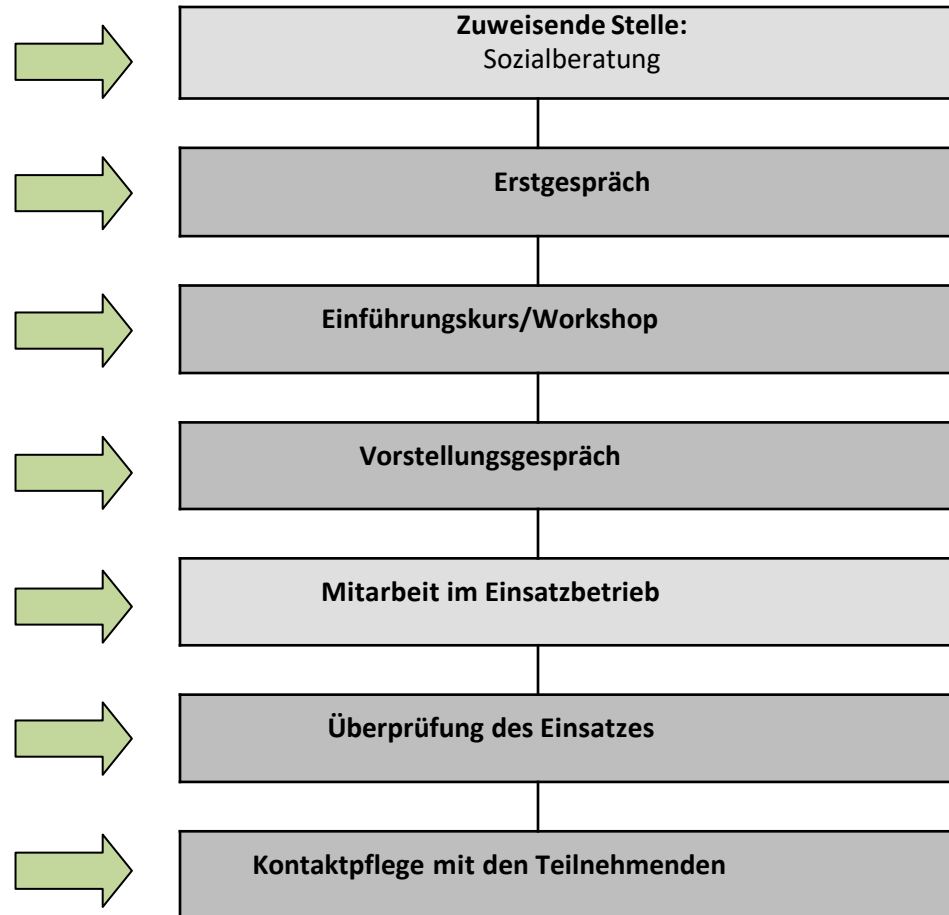 Zuweisende Stelle:
Sozialberatung
Erstgespräch
Einführungskurs/Workshop
Vorstellungsgespräch
Mitarbeit im Einsatzbetrieb
Überprüfung des Einsatzes
Kontaktpflege mit den Teilnehmenden